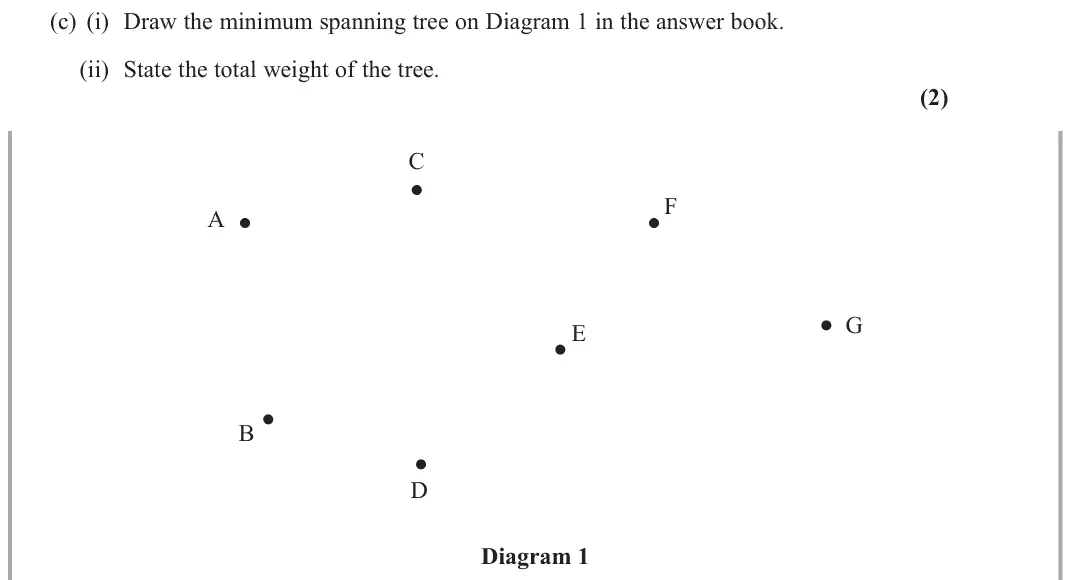 (c) (i) Draw the minimum spanning tree on Diagram 1 in the answer book.
(ii) State the total weight of the tree.
(2)
C
A
F
E
G
B
D
Diagram 1